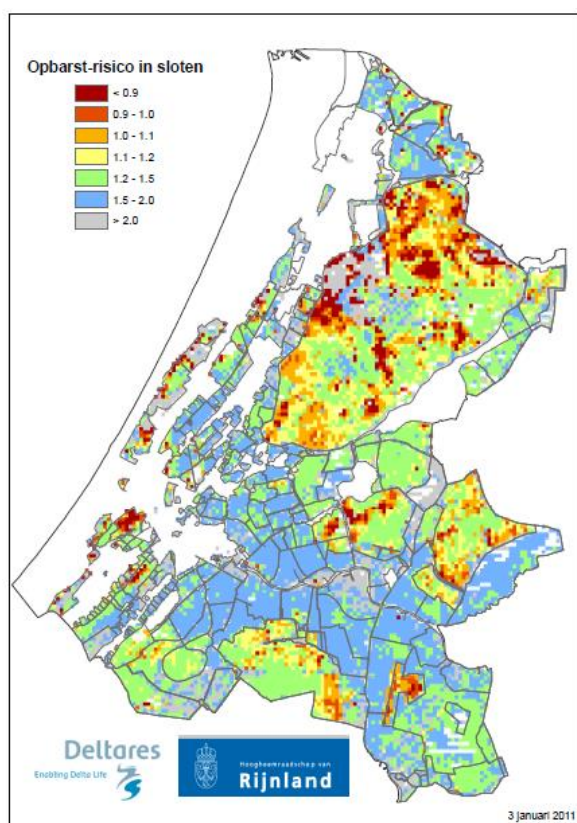 Opbarst-risico in sloten
< 0.9
0.9 - 1.0
1.0 - 1.1
1.1 - 1.2
1.2 - 1.5
1.5 - 2.0
> 2.0
Deltares
Enabling Delta Life
Hoogheemraadschap van
Rijnland
3 januari 2011